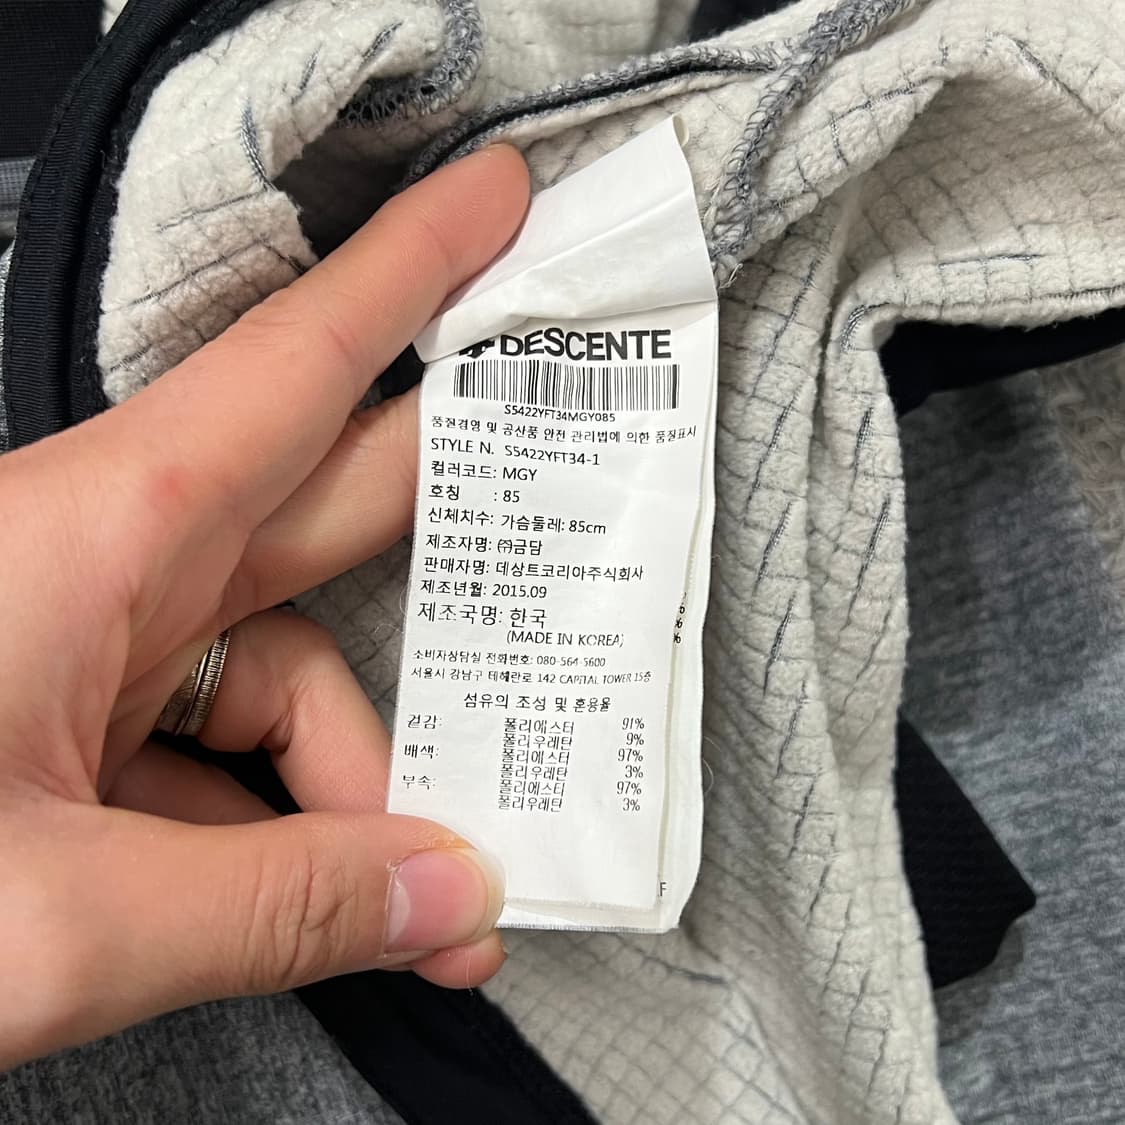 DESCENTE
S5422YFT34MGY085
품질경영 및 공산품 안전 관리법에 의한 품질표시
STYLE N. S5422YFT34-1
컬러코드: MGY
호칭 : 85
신체치수: 가슴둘레: 85cm
제조자명: ㈜금담
판매자명: 데상트코리아주식회사
제조년월: 2015.09
제조국명: 한국
(MADE IN KOREA)
소비자상담실 전화번호: 080-564-5600
서울시 강남구 테헤란로 142 CAPITAL TOWER 15층
섬유의 조성 및 혼용율
겉감: 폴리에스터 91%
폴리우레탄 9%
배색: 폴리에스터 97%
폴리우레탄 3%
부속: 폴리에스터 97%
폴리우레탄 3%
%
%
%
F